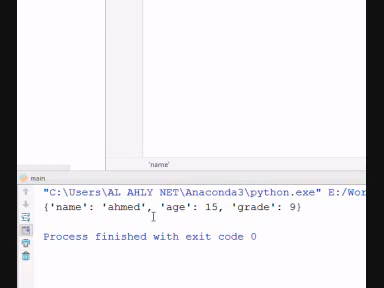 'name'
main
"C:\Users\AL AHLY NET\Anaconda3\python.exe" E:/Wor
{'name': 'ahmed', 'age': 15, 'grade': 9}
Process finished with exit code 0